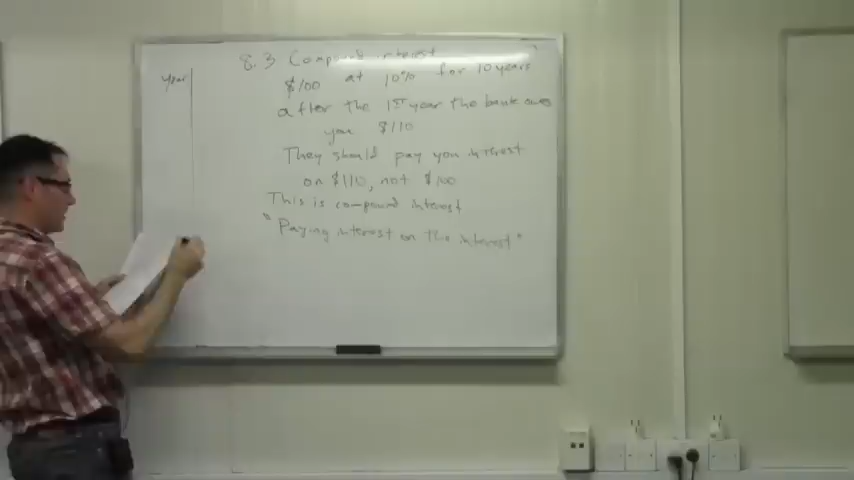 8.3 Compound interest
year
$100 at 10% for 10 years
after the 1ST year the bank owes
you $110
They should pay you interest
on $110, not $100
This is compound interest
"Paying interest on the interest"